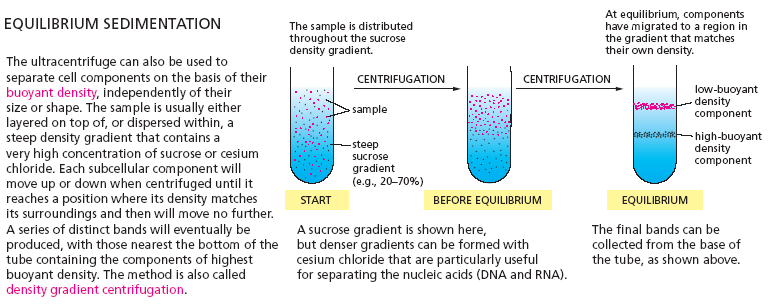 EQUILIBRIUM SEDIMENTATION
The ultracentrifuge can also be used to
separate cell components on the basis of their
buoyant density, independently of their
size or shape. The sample is usually either
layered on top of, or dispersed within, a
steep density gradient that contains a
very high concentration of sucrose or cesium
chloride. Each subcellular component will
move up or down when centrifuged until it
reaches a position where its density matches
its surroundings and then will move no further.
A series of distinct bands will eventually be
produced, with those nearest the bottom of the
tube containing the components of highest
buoyant density. The method is also called
density gradient centrifugation.
The sample is distributed
throughout the sucrose
density gradient.
CENTRIFUGATION
sample
steep
sucrose
gradient
(e.g., 20–70%)
START
BEFORE EQUILIBRIUM
CENTRIFUGATION
At equilibrium, components
have migrated to a region in
the gradient that matches
their own density.
low-buoyant
density
component
high-buoyant
density
component
EQUILIBRIUM
A sucrose gradient is shown here,
but denser gradients can be formed with
cesium chloride that are particularly useful
for separating the nucleic acids (DNA and RNA).
The final bands can be
collected from the base of
the tube, as shown above.